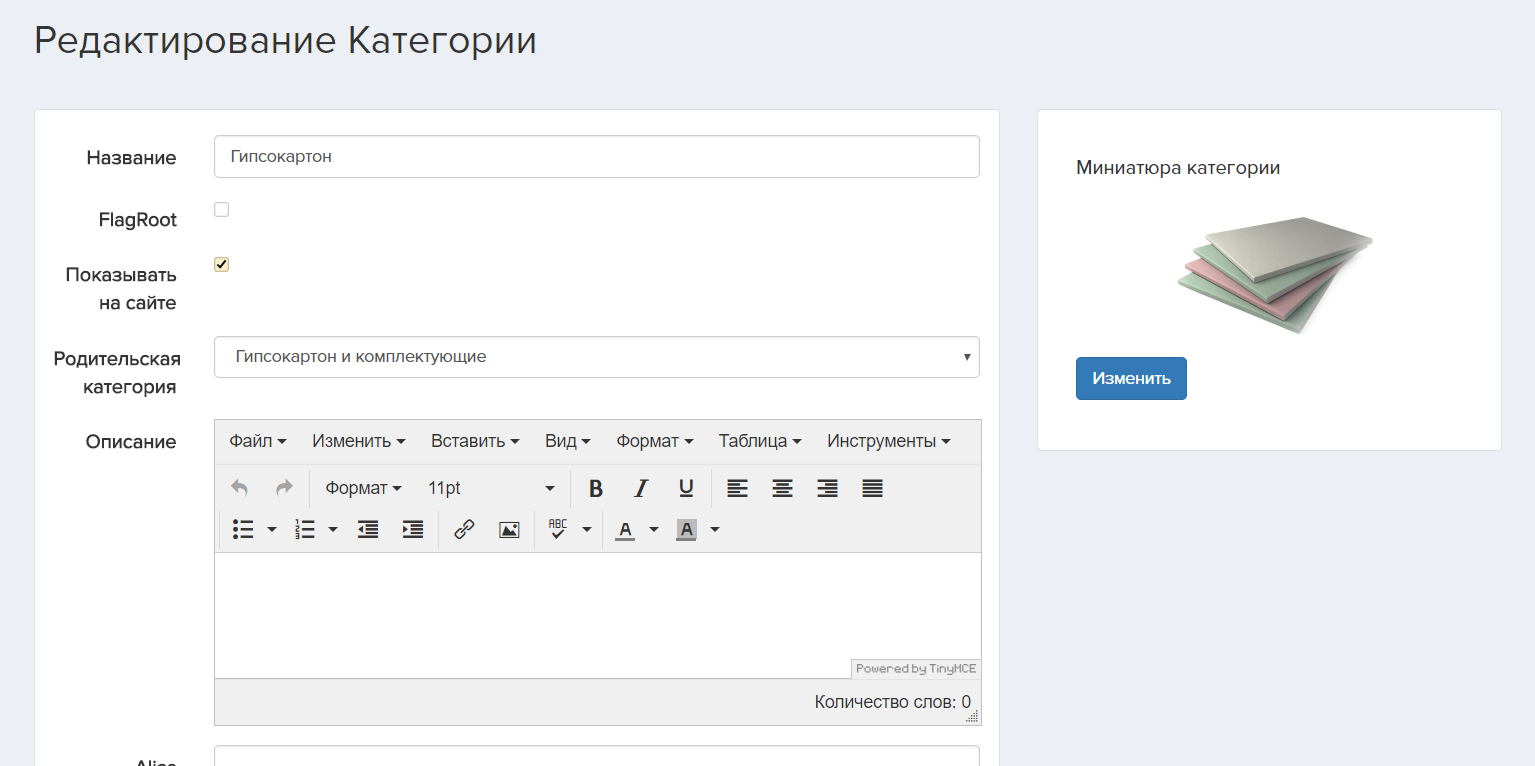 Редактирование Категории
Название
Гипсокартон
FlagRoot
Показывать
на сайте
Родительская
категория
Гипсокартон и комплектующие
Описание
Файл Изменить Вставить Вид Формат Таблица Инструменты
Формат 11pt B I U
ABC A A
Powered by TinyMCE
Количество слов: 0
Миниатюра категории
Изменить